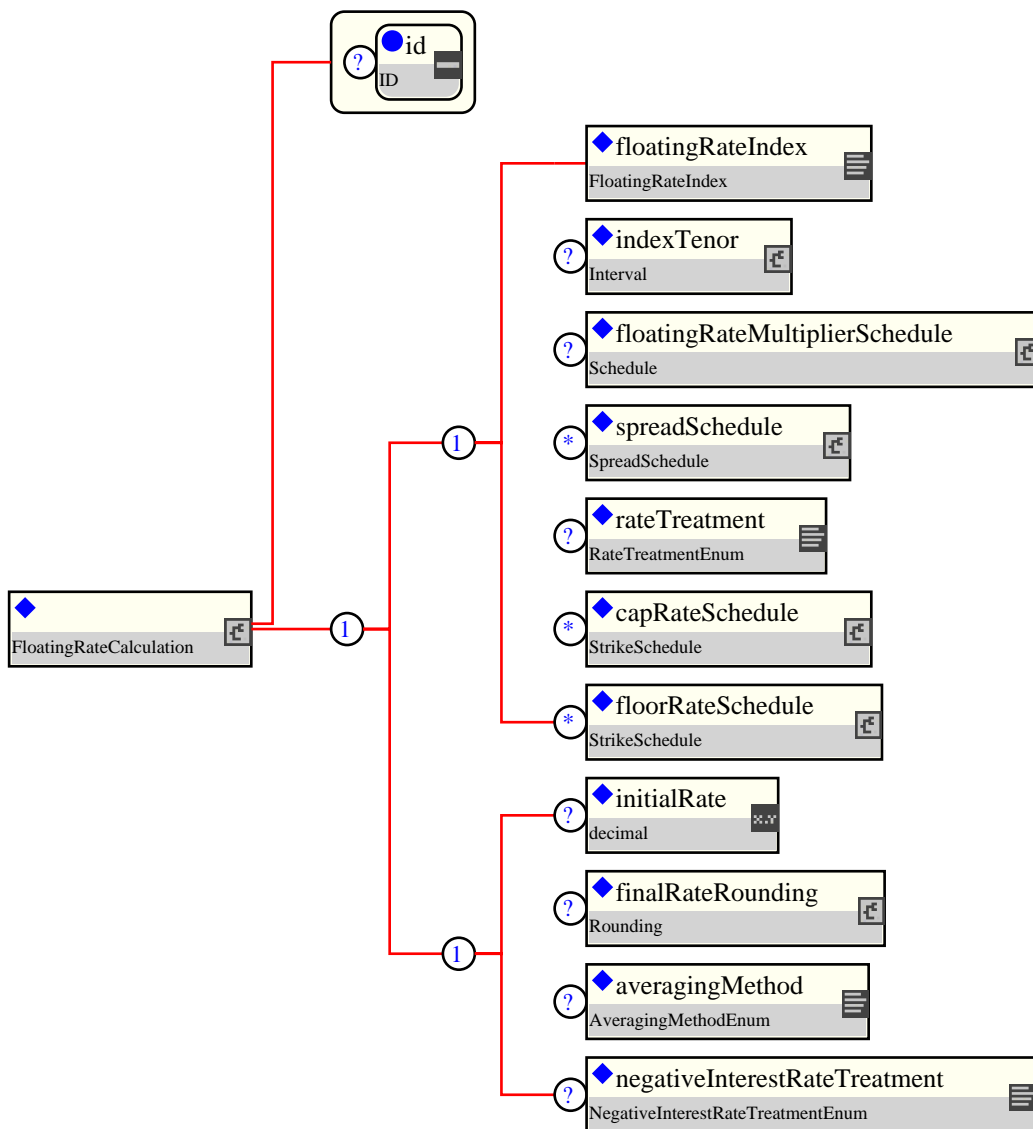 ? id
ID
floatingRateIndex
FloatingRateIndex
? indexTenor
Interval
? floatingRateMultiplierSchedule
Schedule
1
* spreadSchedule
SpreadSchedule
? rateTreatment
RateTreatmentEnum
FloatingRateCalculation
1
* capRateSchedule
StrikeSchedule
* floorRateSchedule
StrikeSchedule
? initialRate
decimal
X.Y
? finalRateRounding
Rounding
1
? averagingMethod
AveragingMethodEnum
? negativeInterestRateTreatment
NegativeInterestRateTreatmentEnum